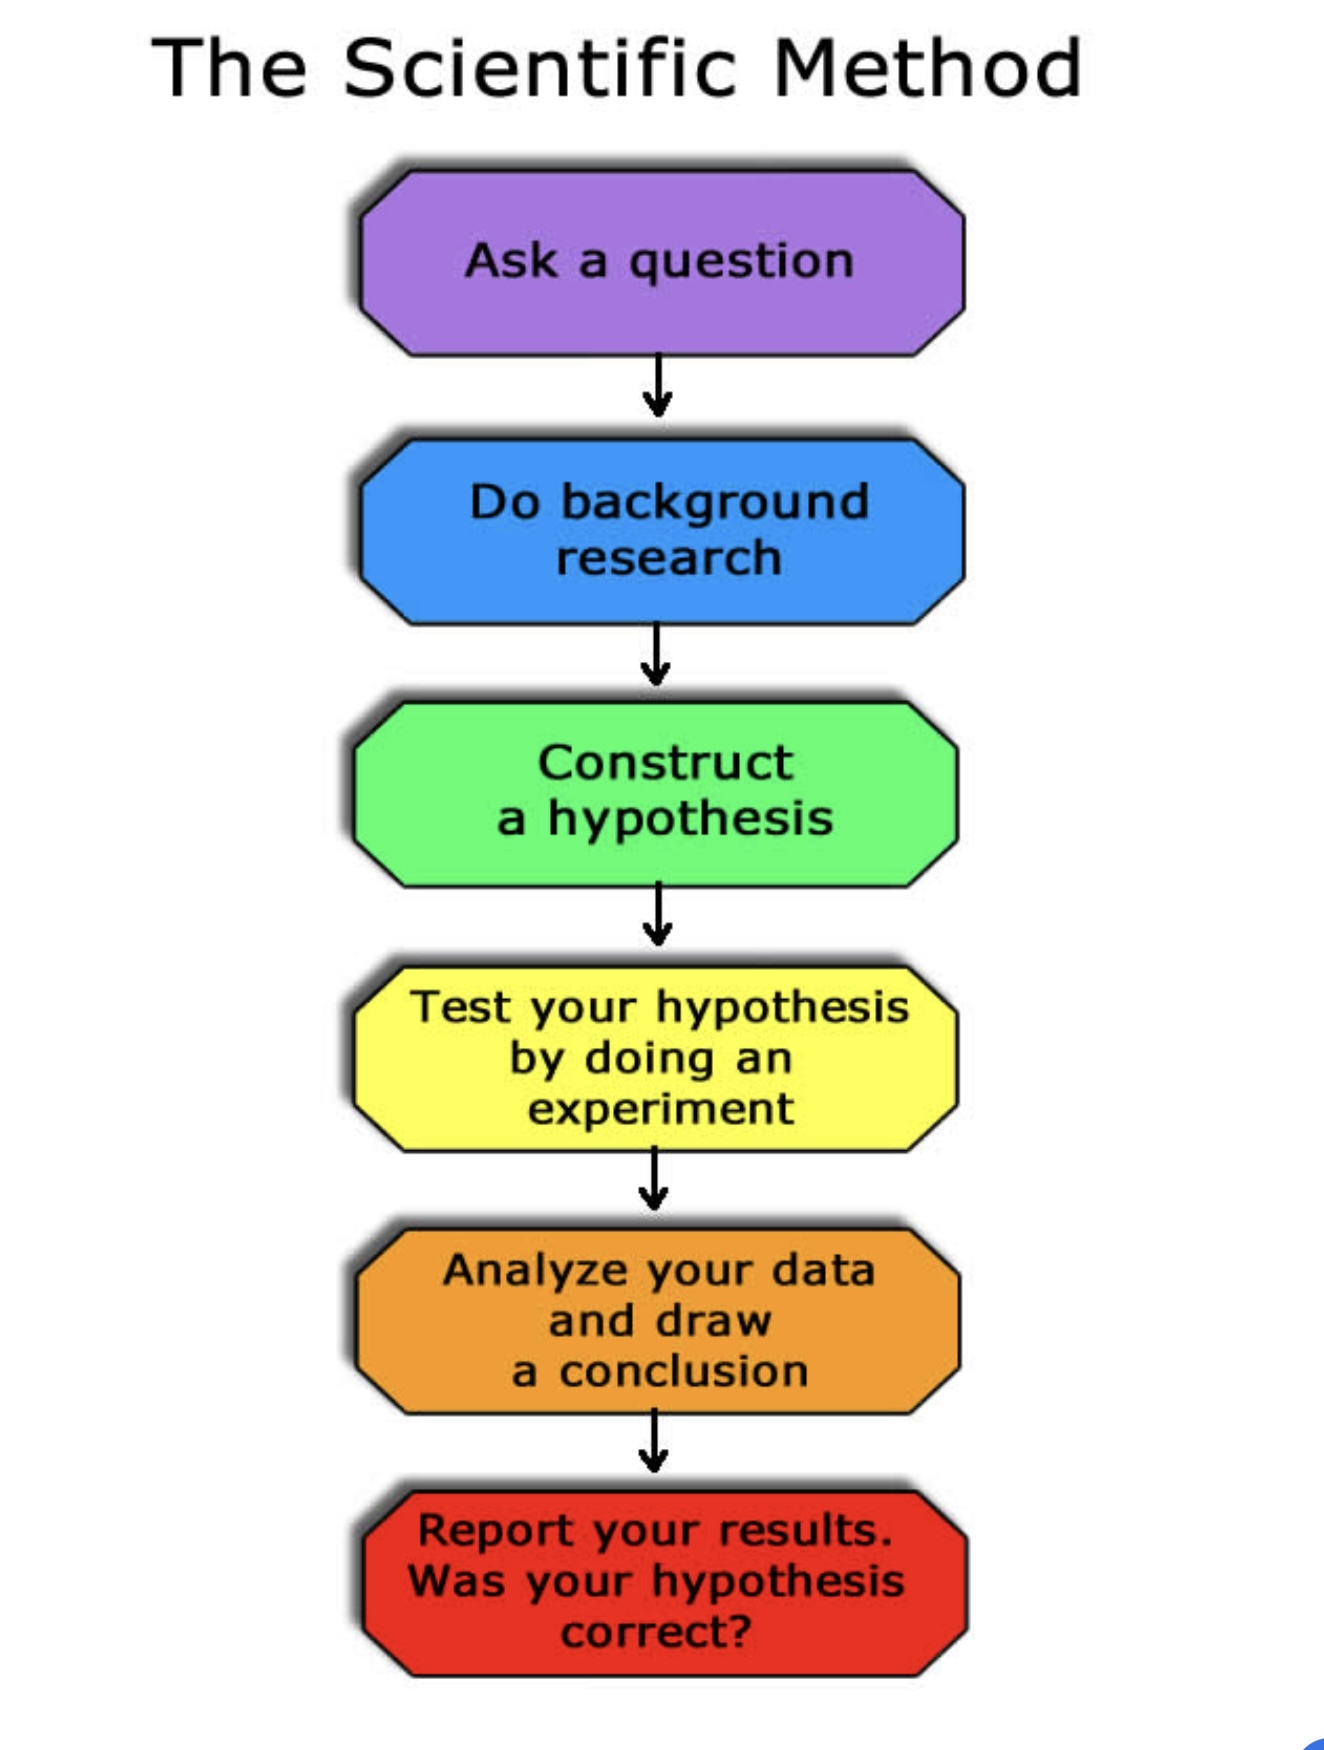 The Scientific Method
Ask a question
Do background
research
Construct
a hypothesis
Test your hypothesis
by doing an
experiment
Analyze your data
and draw
a conclusion
Report your results.
Was your hypothesis
correct?